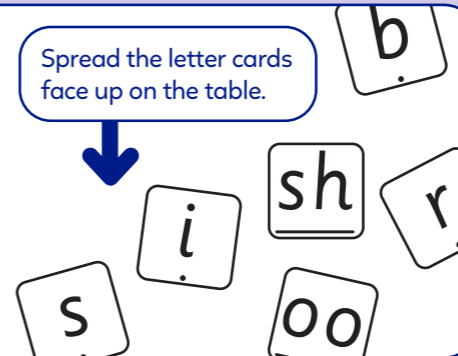 b
Spread the letter cards
face up on the table.
sh
r
i
s
oo